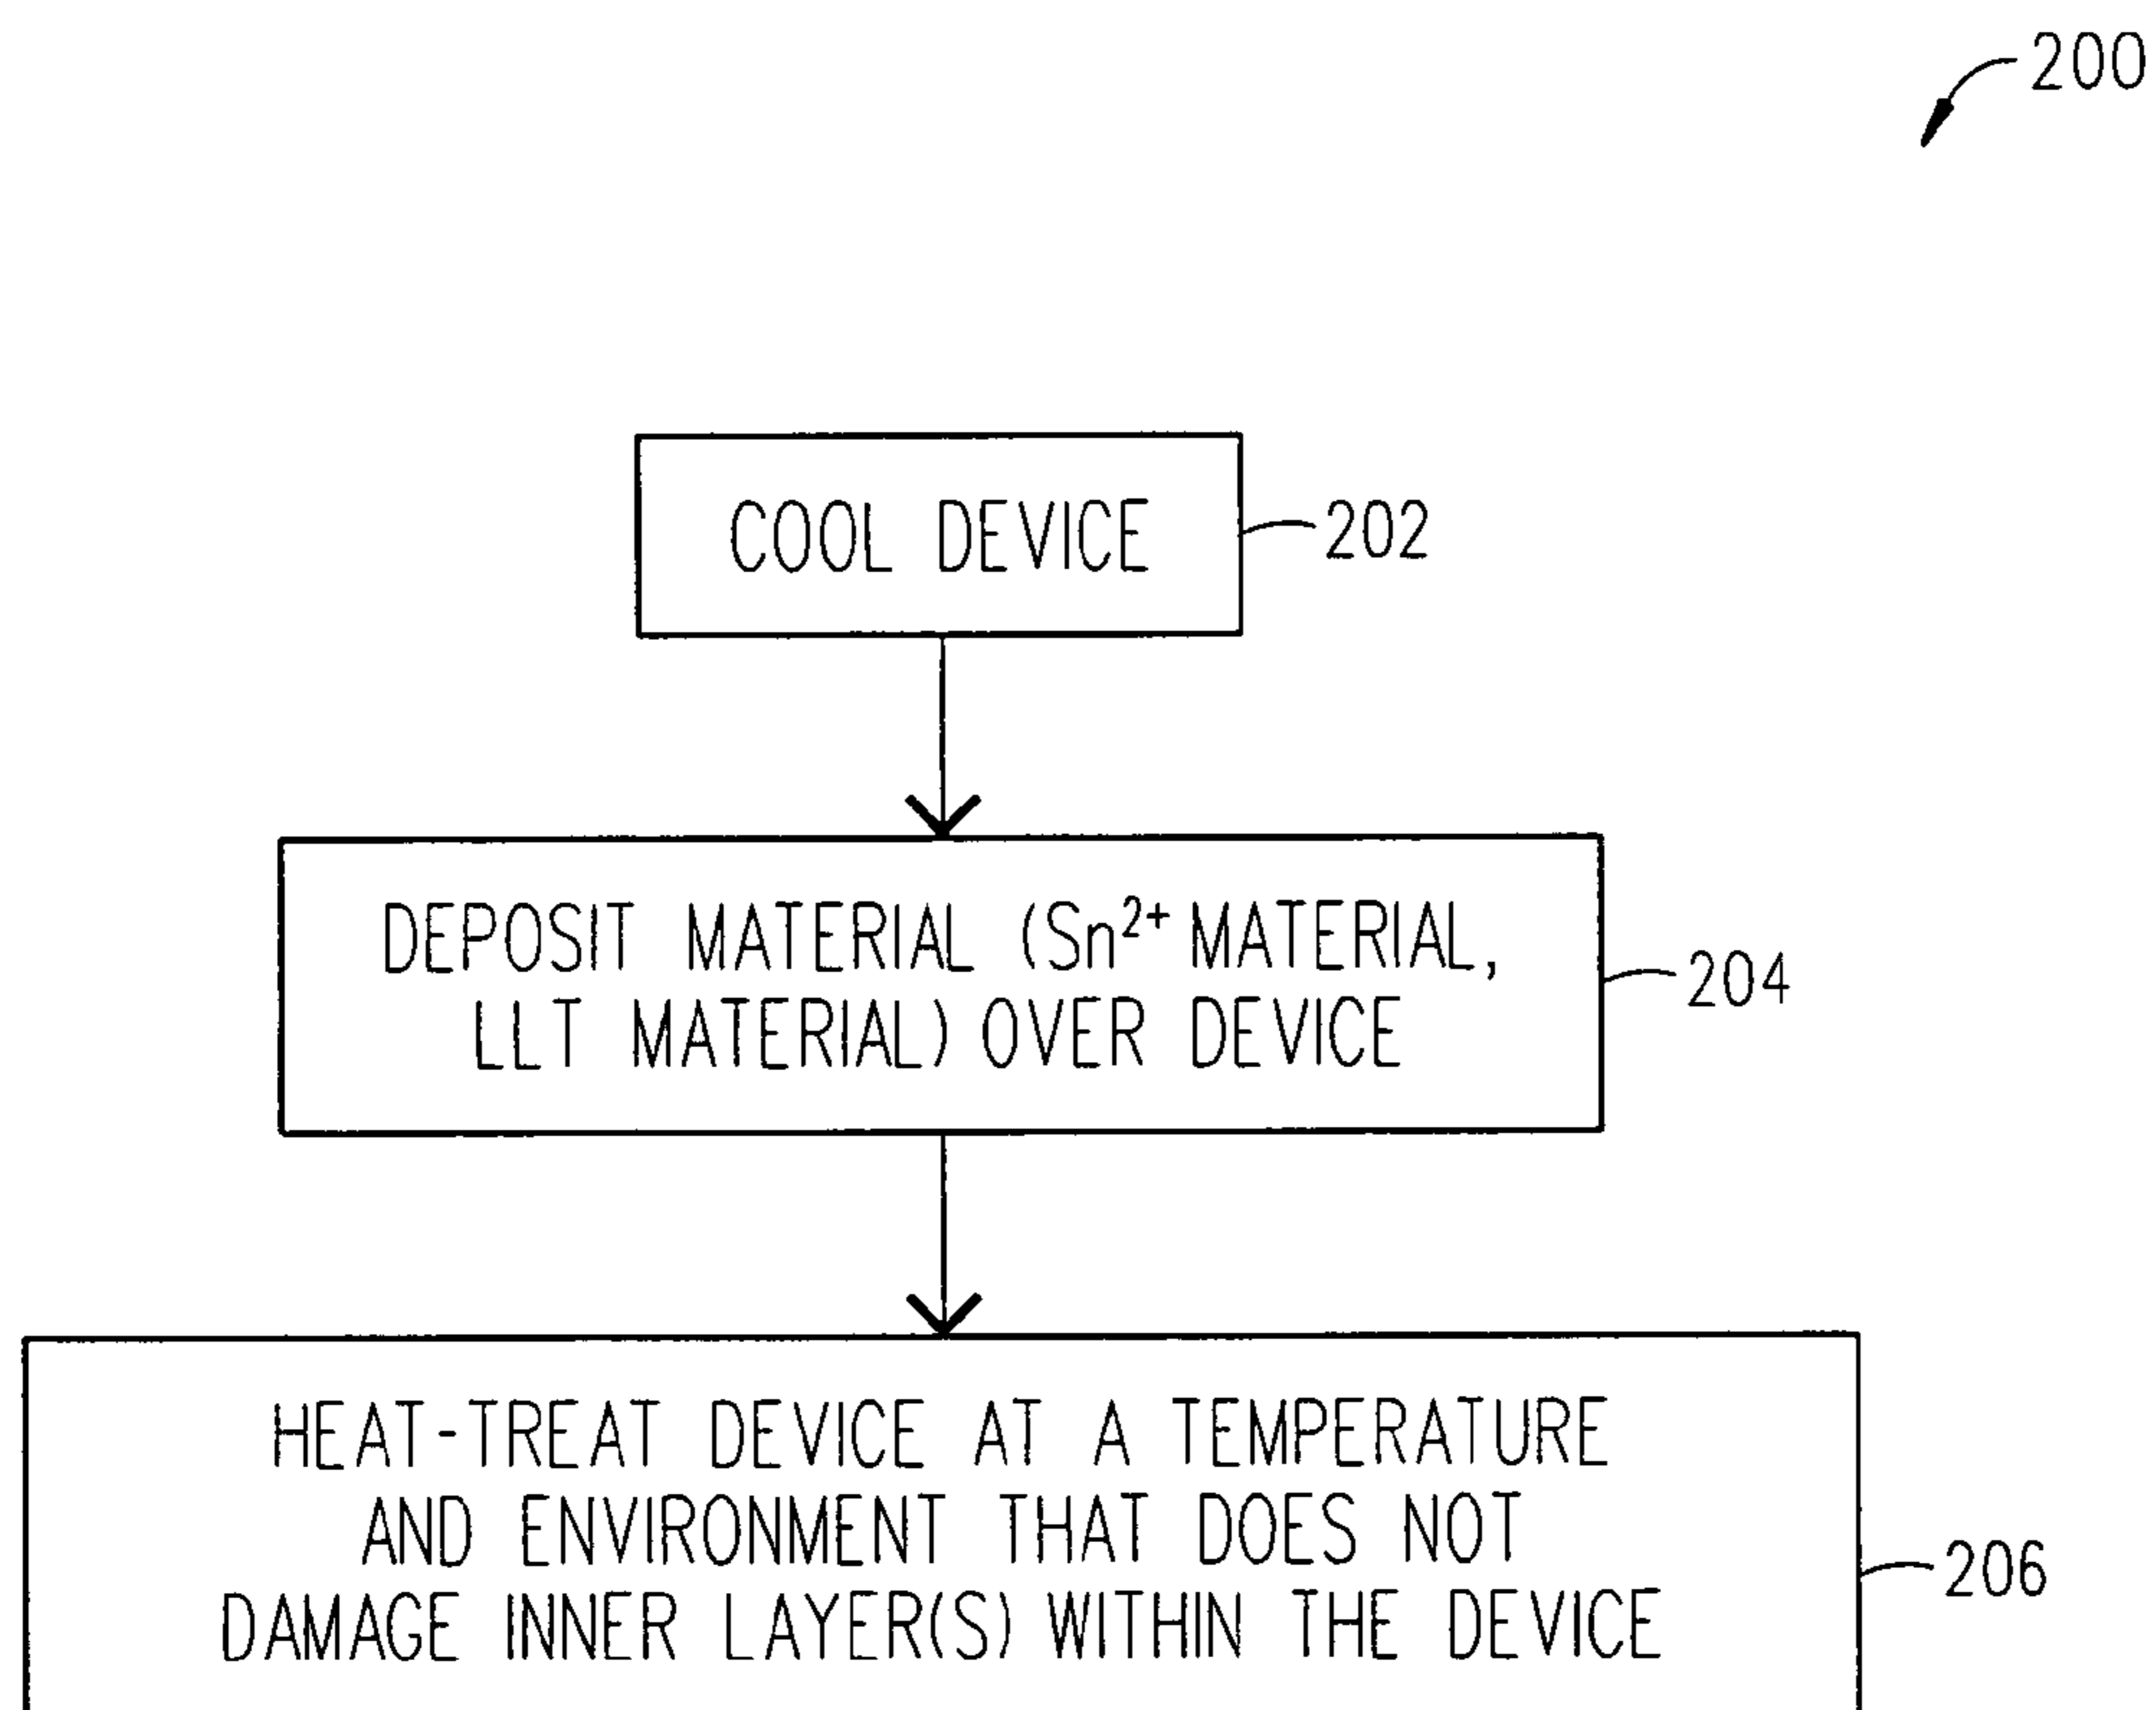 200
COOL DEVICE
202
DEPOSIT MATERIAL (Sn²⁺ MATERIAL,
LLT MATERIAL) OVER DEVICE
204
HEAT-TREAT DEVICE AT A TEMPERATURE
AND ENVIRONMENT THAT DOES NOT
DAMAGE INNER LAYER(S) WITHIN THE DEVICE
206